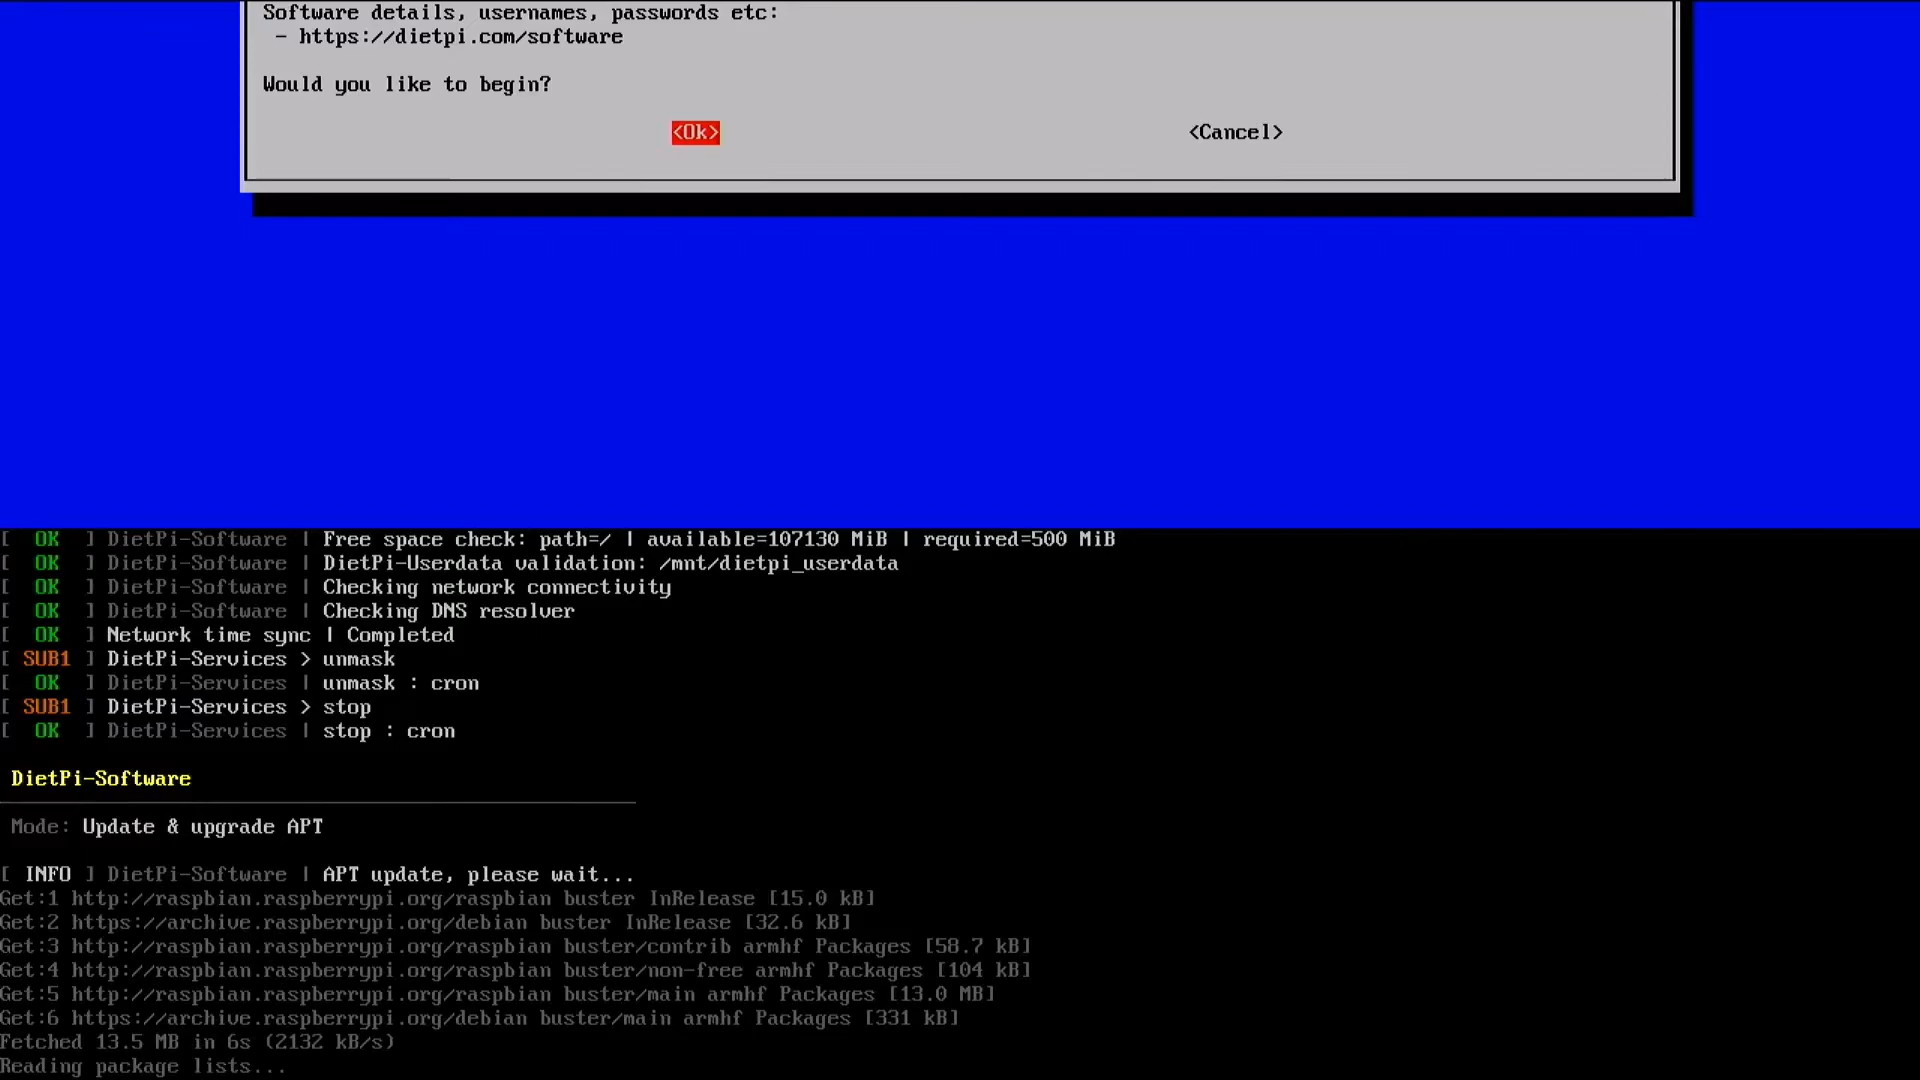 Software details, usernames, passwords etc:
- https://dietpi.com/software
Would you like to begin?
<Ok> <Cancel>
[ OK ] DietPi-Software | Free space check: path=/ | available=107130 MiB | required=500 MiB
[ OK ] DietPi-Software | DietPi-Userdata validation: /mnt/dietpi_userdata
[ OK ] DietPi-Software | Checking network connectivity
[ OK ] DietPi-Software | Checking DNS resolver
[ OK ] Network time sync | Completed
[ SUB1 ] DietPi-Services > unmask
[ OK ] DietPi-Services | unmask : cron
[ SUB1 ] DietPi-Services > stop
[ OK ] DietPi-Services | stop : cron
DietPi-Software
Mode: Update & upgrade APT
[ INFO ] DietPi-Software | APT update, please wait...
Get:1 http://raspbian.raspberrypi.org/raspbian buster InRelease [15.0 kB]
Get:2 https://archive.raspberrypi.org/debian buster InRelease [32.6 kB]
Get:3 http://raspbian.raspberrypi.org/raspbian buster/contrib armhf Packages [58.7 kB]
Get:4 http://raspbian.raspberrypi.org/raspbian buster/non-free armhf Packages [104 kB]
Get:5 http://raspbian.raspberrypi.org/raspbian buster/main armhf Packages [13.0 MB]
Get:6 https://archive.raspberrypi.org/debian buster/main armhf Packages [331 kB]
Fetched 13.5 MB in 6s (2132 kB/s)
Reading package lists...